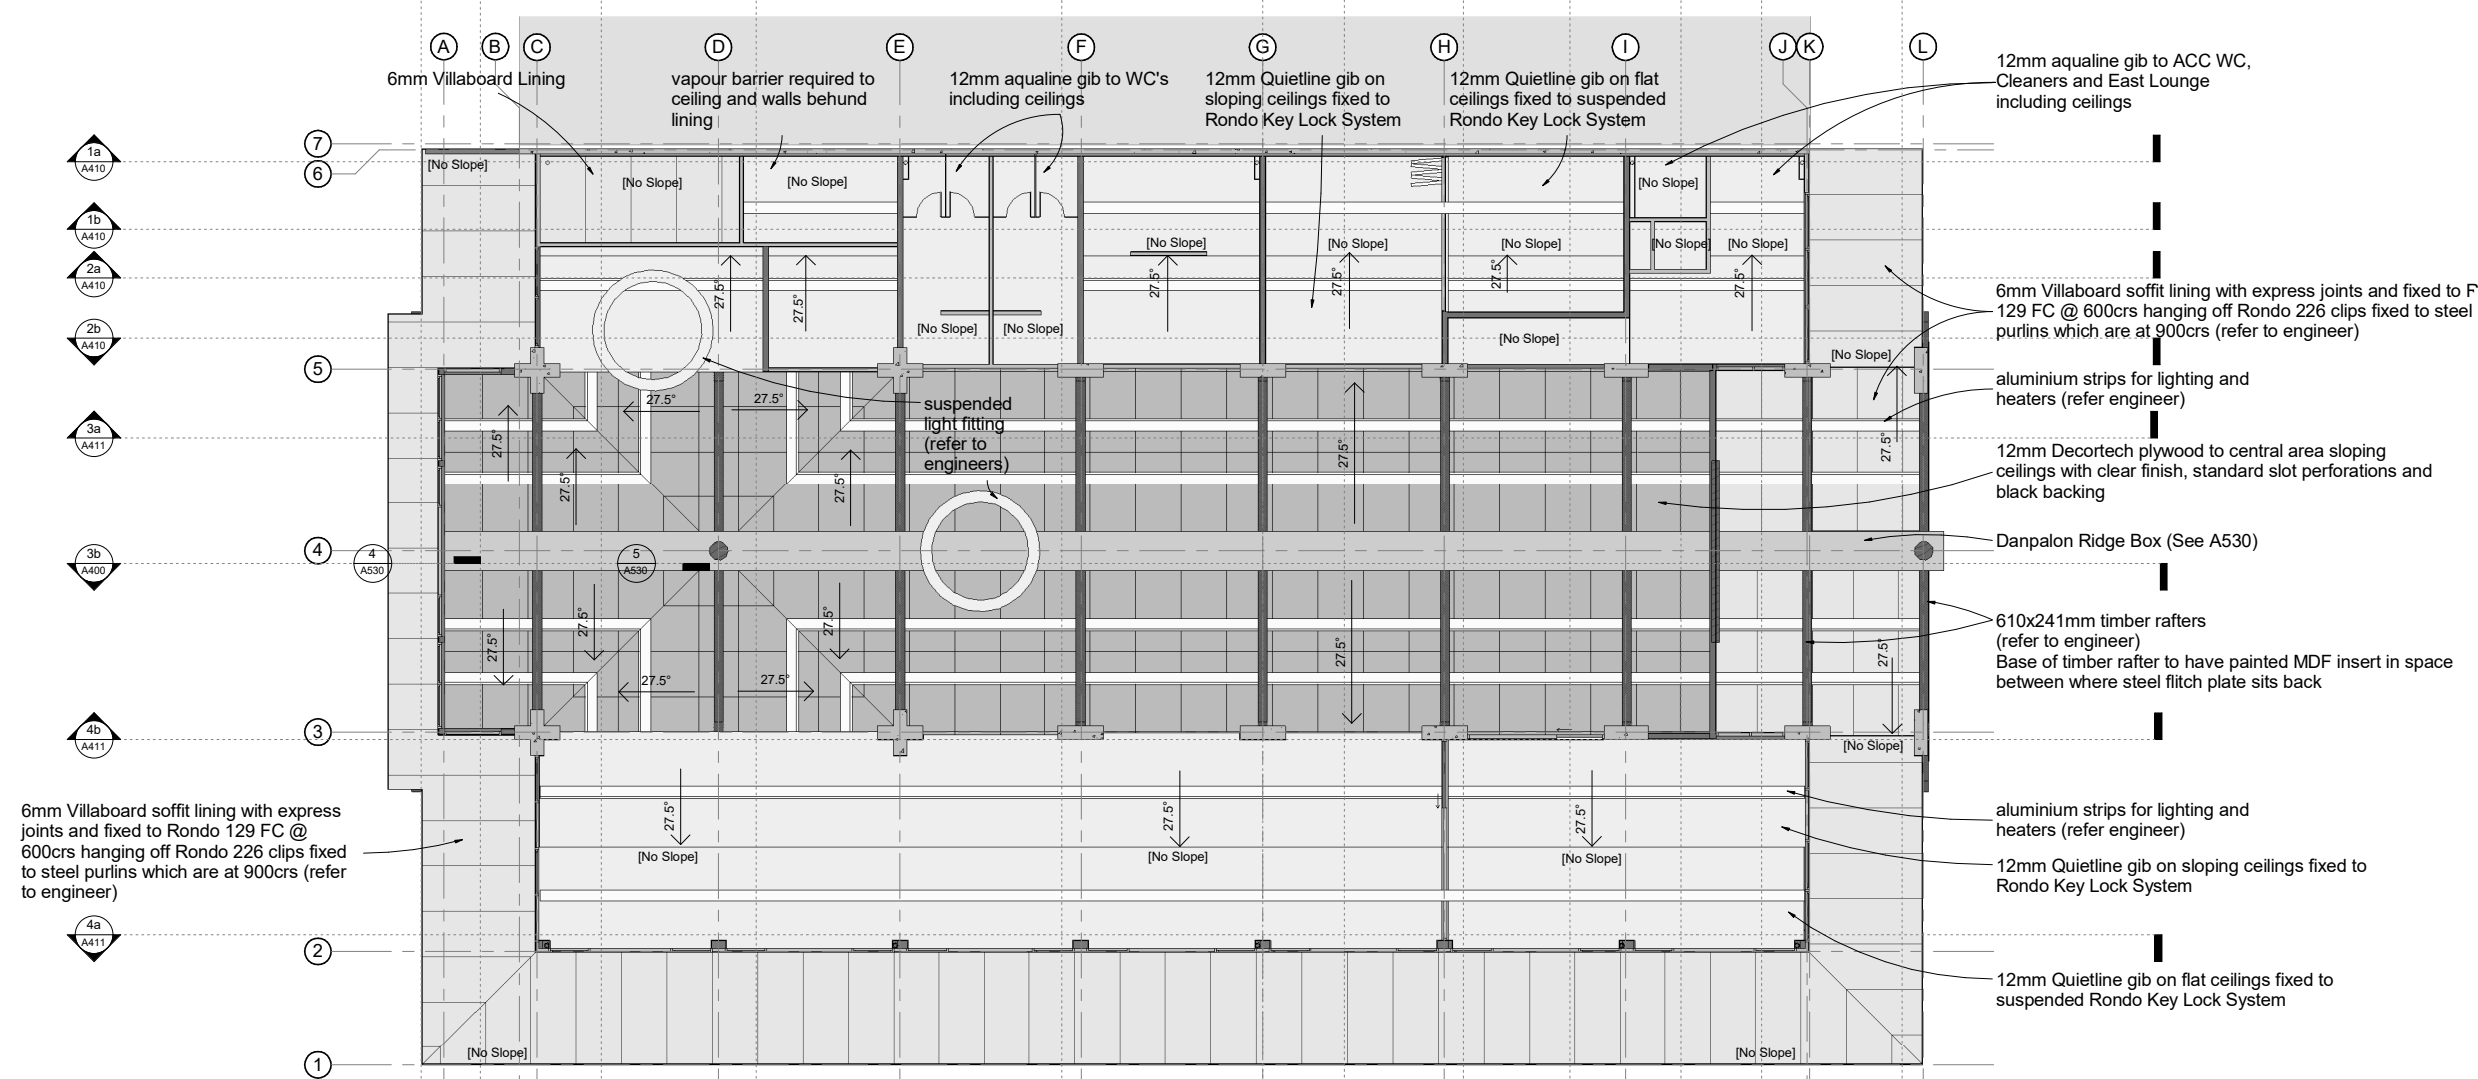 A
B
C
D
E
F
G
H
I
J
K
L
6mm Villaboard Lining
vapour barrier required to
ceiling and walls behund
lining
12mm aqualine gib to WC's
including ceilings
12mm Quietline gib on
sloping ceilings fixed to
Rondo Key Lock System
12mm Quietline gib on flat
ceilings fixed to suspended
Rondo Key Lock System
12mm aqualine gib to ACC WC,
Cleaners and East Lounge
including ceilings
7
6
5
4
3
2
1
1a
A410
1b
A410
2a
A410
2b
A410
3a
A411
3b
A400
4b
A411
4a
A411
4
A530
5
A530
[No Slope]
[No Slope]
[No Slope]
[No Slope]
[No Slope]
[No Slope]
[No Slope]
[No Slope]
[No Slope]
[No Slope]
[No Slope]
[No Slope]
[No Slope]
[No Slope]
27.5°
27.5°
27.5°
27.5°
27.5°
27.5°
27.5°
27.5°
27.5°
27.5°
27.5°
27.5°
27.5°
27.5°
suspended
light fitting
(refer to
engineers)
27.5°
27.5°
27.5°
27.5°
27.5°
27.5°
27.5°
[No Slope]
27.5°
27.5°
27.5°
[No Slope]
[No Slope]
[No Slope]
[No Slope]
[No Slope]
6mm Villaboard soffit lining with express joints and fixed to
129 FC @ 600crs hanging off Rondo 226 clips fixed to steel
purlins which are at 900crs (refer to engineer)
aluminium strips for lighting and
heaters (refer engineer)
12mm Decortech plywood to central area sloping
ceilings with clear finish, standard slot perforations and
black backing
Danpalon Ridge Box (See A530)
610x241mm timber rafters
(refer to engineer)
Base of timber rafter to have painted MDF insert in space
between where steel flitch plate sits back
aluminium strips for lighting and
heaters (refer engineer)
12mm Quietline gib on sloping ceilings fixed to
Rondo Key Lock System
12mm Quietline gib on flat ceilings fixed to
suspended Rondo Key Lock System
6mm Villaboard soffit lining with express
joints and fixed to Rondo 129 FC @
600crs hanging off Rondo 226 clips fixed
to steel purlins which are at 900crs (refer
to engineer)